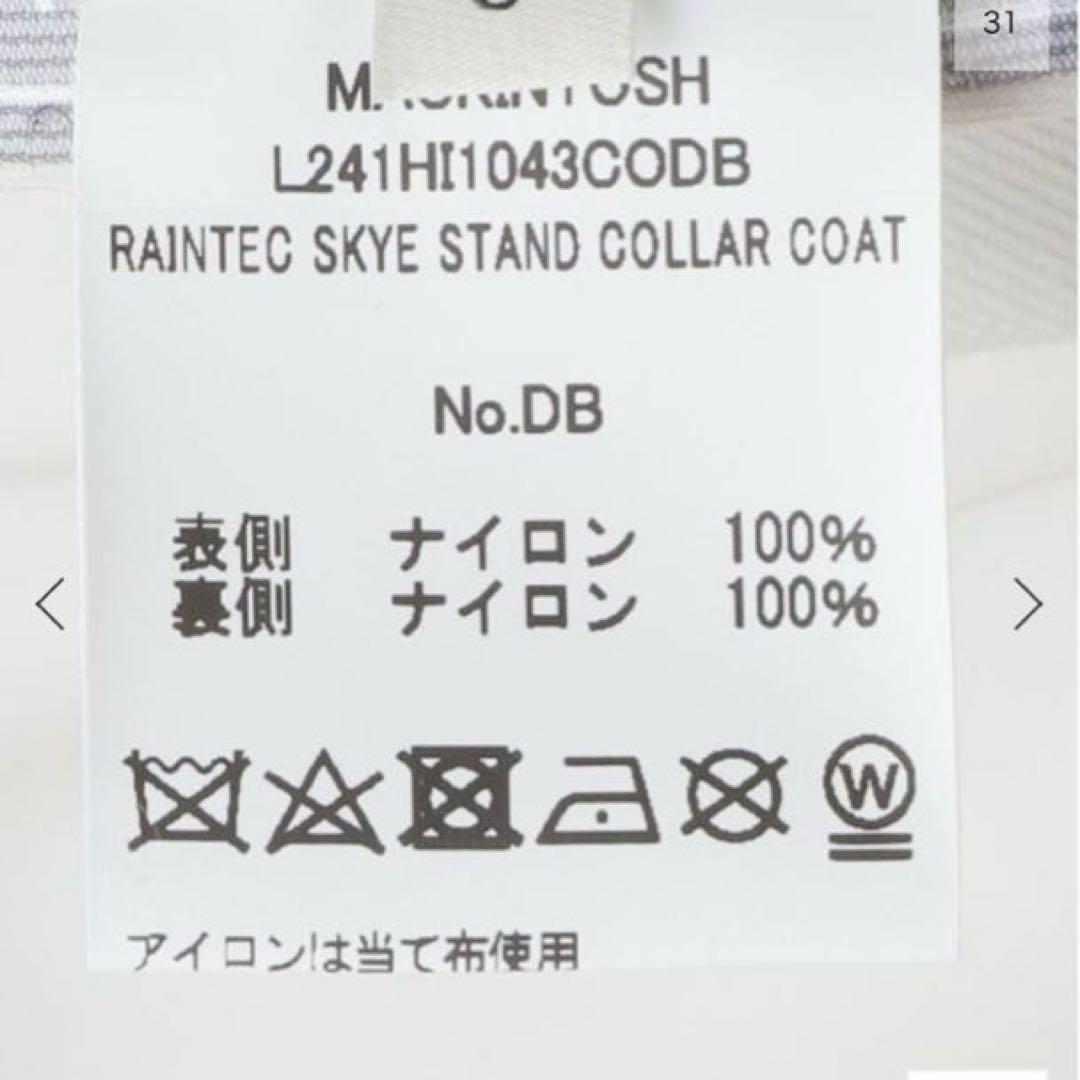 31
L241HI1043CODB
RAINTEC SKYE STAND COLLAR COAT
No.DB
表側 ナイロン 100%
裏側 ナイロン 100%
W
アイロンは当て布使用